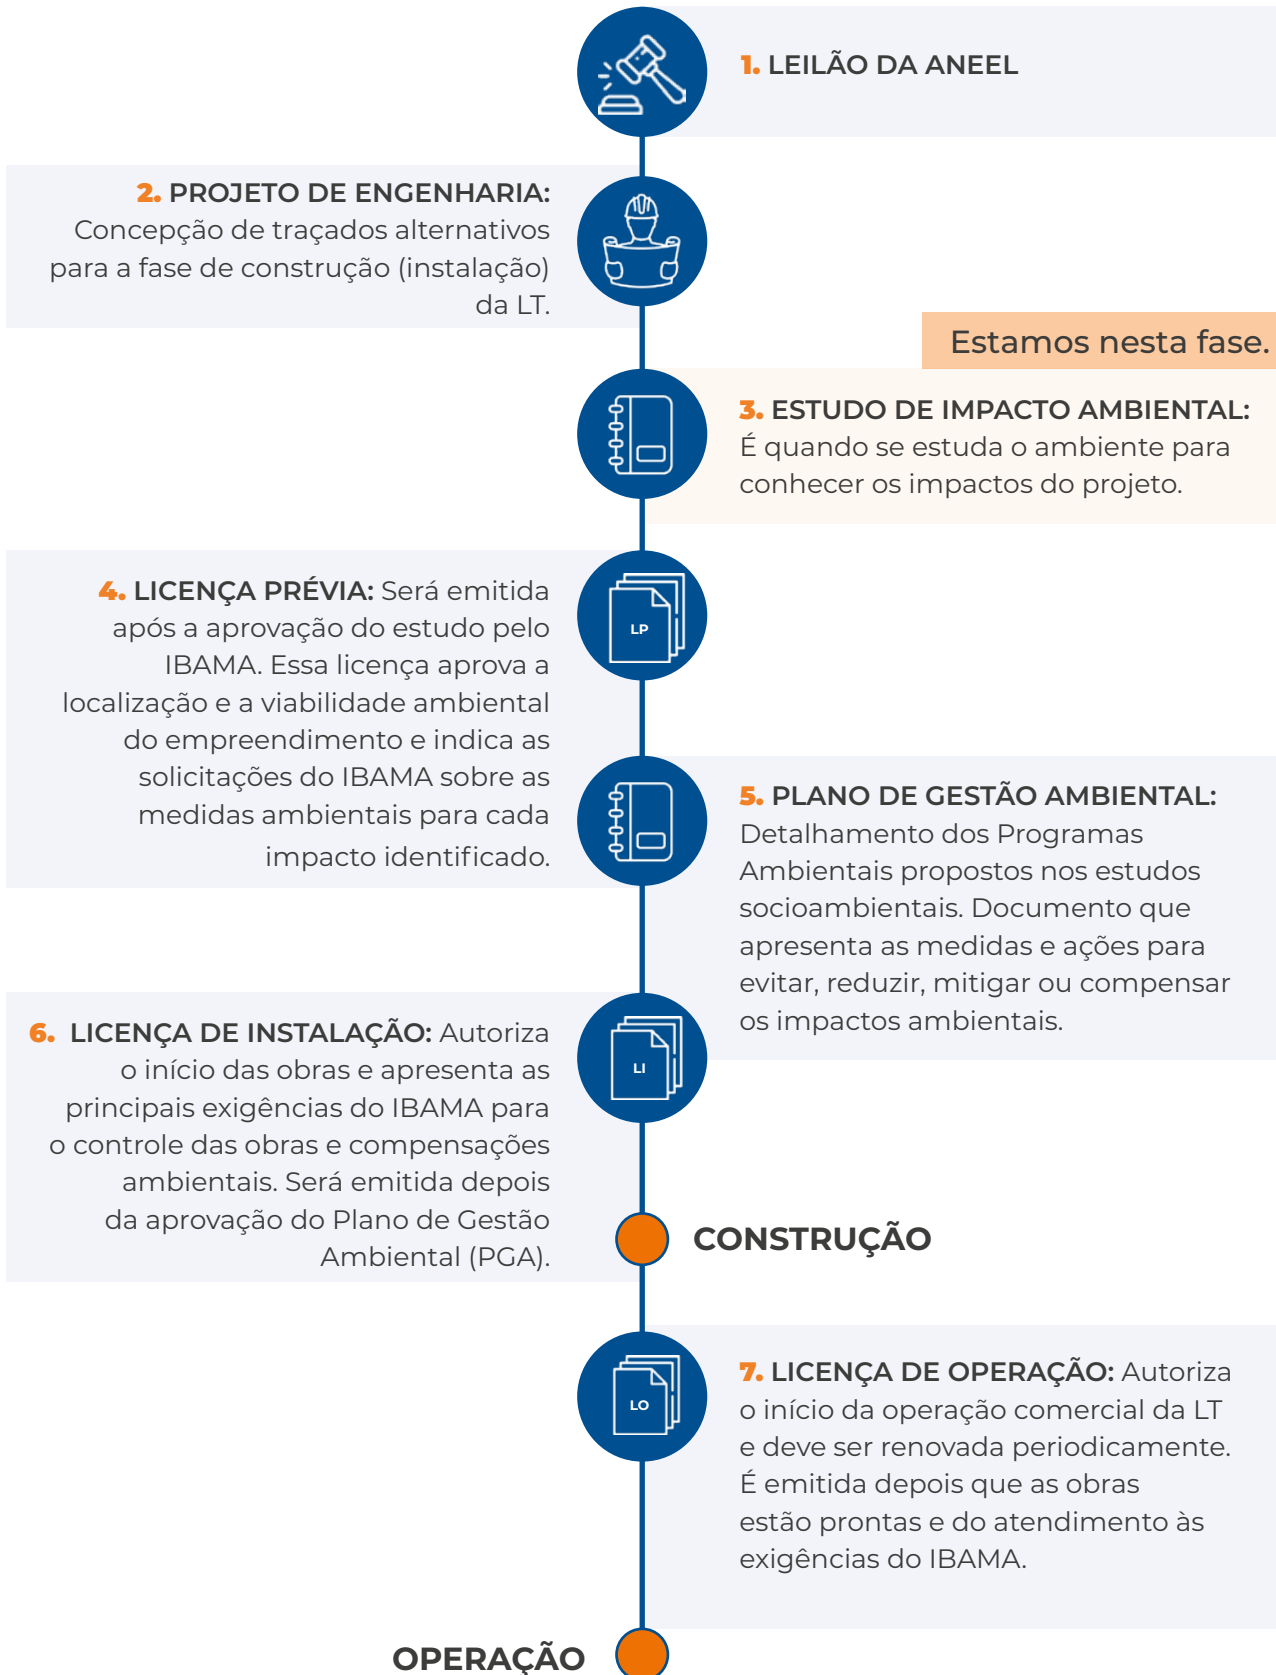 1. LEILÃO DA ANEEL
2. PROJETO DE ENGENHARIA:
Concepção de traçados alternativos
para a fase de construção (instalação)
da LT.
Estamos nesta fase.
3. ESTUDO DE IMPACTO AMBIENTAL:
É quando se estuda o ambiente para
conhecer os impactos do projeto.
4. LICENÇA PRÉVIA: Será emitida
após a aprovação do estudo pelo
IBAMA. Essa licença aprova a
localização e a viabilidade ambiental
do empreendimento e indica as
solicitações do IBAMA sobre as
medidas ambientais para cada
impacto identificado.
LP
5. PLANO DE GESTÃO AMBIENTAL:
Detalhamento dos Programas
Ambientais propostos nos estudos
socioambientais. Documento que
apresenta as medidas e ações para
evitar, reduzir, mitigar ou compensar
os impactos ambientais.
6. LICENÇA DE INSTALAÇÃO: Autoriza
o início das obras e apresenta as
principais exigências do IBAMA para
o controle das obras e compensações
ambientais. Será emitida depois
da aprovação do Plano de Gestão
Ambiental (PGA).
LI
CONSTRUÇÃO
LO
7. LICENÇA DE OPERAÇÃO: Autoriza
o início da operação comercial da LT
e deve ser renovada periodicamente.
É emitida depois que as obras
estão prontas e do atendimento às
exigências do IBAMA.
OPERAÇÃO